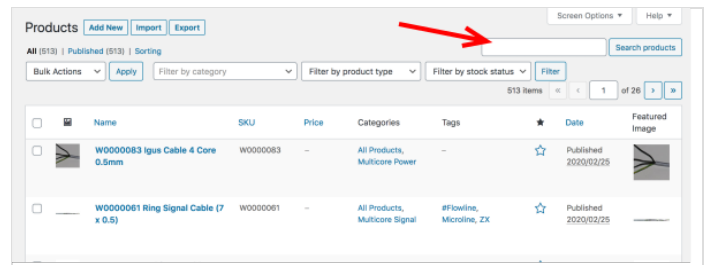 Screen Options ▼ Help ▼
Products Add New Import Export
All (513) | Published (513) | Sorting
Search products
Bulk Actions Apply Filter by category Filter by product type Filter by stock status Filter
513 items « ‹ 1 of 26 › »
Name SKU Price Categories Tags ★ Date Featured
Image
W0000083 Igus Cable 4 Core W0000083 – All Products, – Published
0.5mm Multicore Power 2020/02/25
W0000061 Ring Signal Cable (7 W0000061 – All Products, #Flowline, Published
x 0.5) Multicore Signal Microline, ZX 2020/02/25